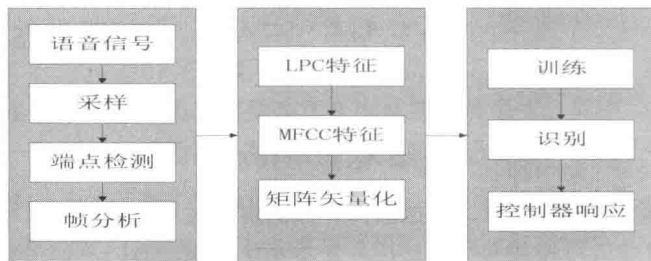 语音信号
采样
端点检测
帧分析
LPC特征
MFCC特征
矩阵矢量化
训练
识别
控制器响应